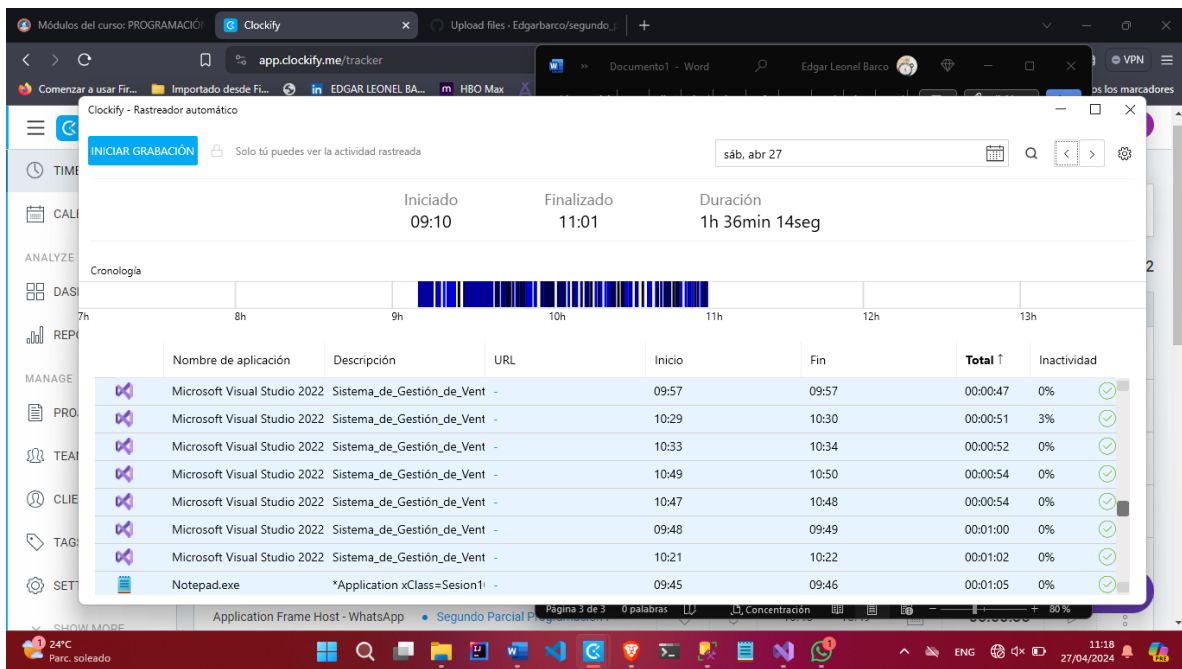 Módulos del curso: PROGRAMACIÓN
Clockify
Upload files · Edgarbarco/segundo_p
app.clockify.me/tracker
VPN
Documento1 - Word
Edgar Leonel Barco
Comenzar a usar Fir...
Importado desde Fi...
EDGAR LEONEL BA...
HBO Max
os los marcadores
Clockify - Rastreador automático
INICIAR GRABACIÓN
Solo tú puedes ver la actividad rastreada
sáb, abr 27
TIME
CALE
ANALYZE
DASI
REPO
MANAGE
PRO.
TEAM
CLIE
TAGS
SETT
SHOW MORE
Iniciado Finalizado Duración
09:10 11:01 1h 36min 14seg
Cronología
7h 8h 9h 10h 11h 12h 13h
Nombre de aplicación Descripción URL Inicio Fin Total ↑ Inactividad
Microsoft Visual Studio 2022 Sistema_de_Gestión_de_Vent - 09:57 09:57 00:00:47 0%
Microsoft Visual Studio 2022 Sistema_de_Gestión_de_Vent - 10:29 10:30 00:00:51 3%
Microsoft Visual Studio 2022 Sistema_de_Gestión_de_Vent - 10:33 10:34 00:00:52 0%
Microsoft Visual Studio 2022 Sistema_de_Gestión_de_Vent - 10:49 10:50 00:00:54 0%
Microsoft Visual Studio 2022 Sistema_de_Gestión_de_Vent - 10:47 10:48 00:00:54 0%
Microsoft Visual Studio 2022 Sistema_de_Gestión_de_Vent - 09:48 09:49 00:01:00 0%
Microsoft Visual Studio 2022 Sistema_de_Gestión_de_Vent - 10:21 10:22 00:01:02 0%
Notepad.exe *Application xClass=Sesion1( - 09:45 09:46 00:01:05 0%
Página 3 de 3 0 palabras Concentración 80 %
Application Frame Host - WhatsApp • Segundo Parcial
24°C
Parc. soleado
ENG
11:18
27/04/2024